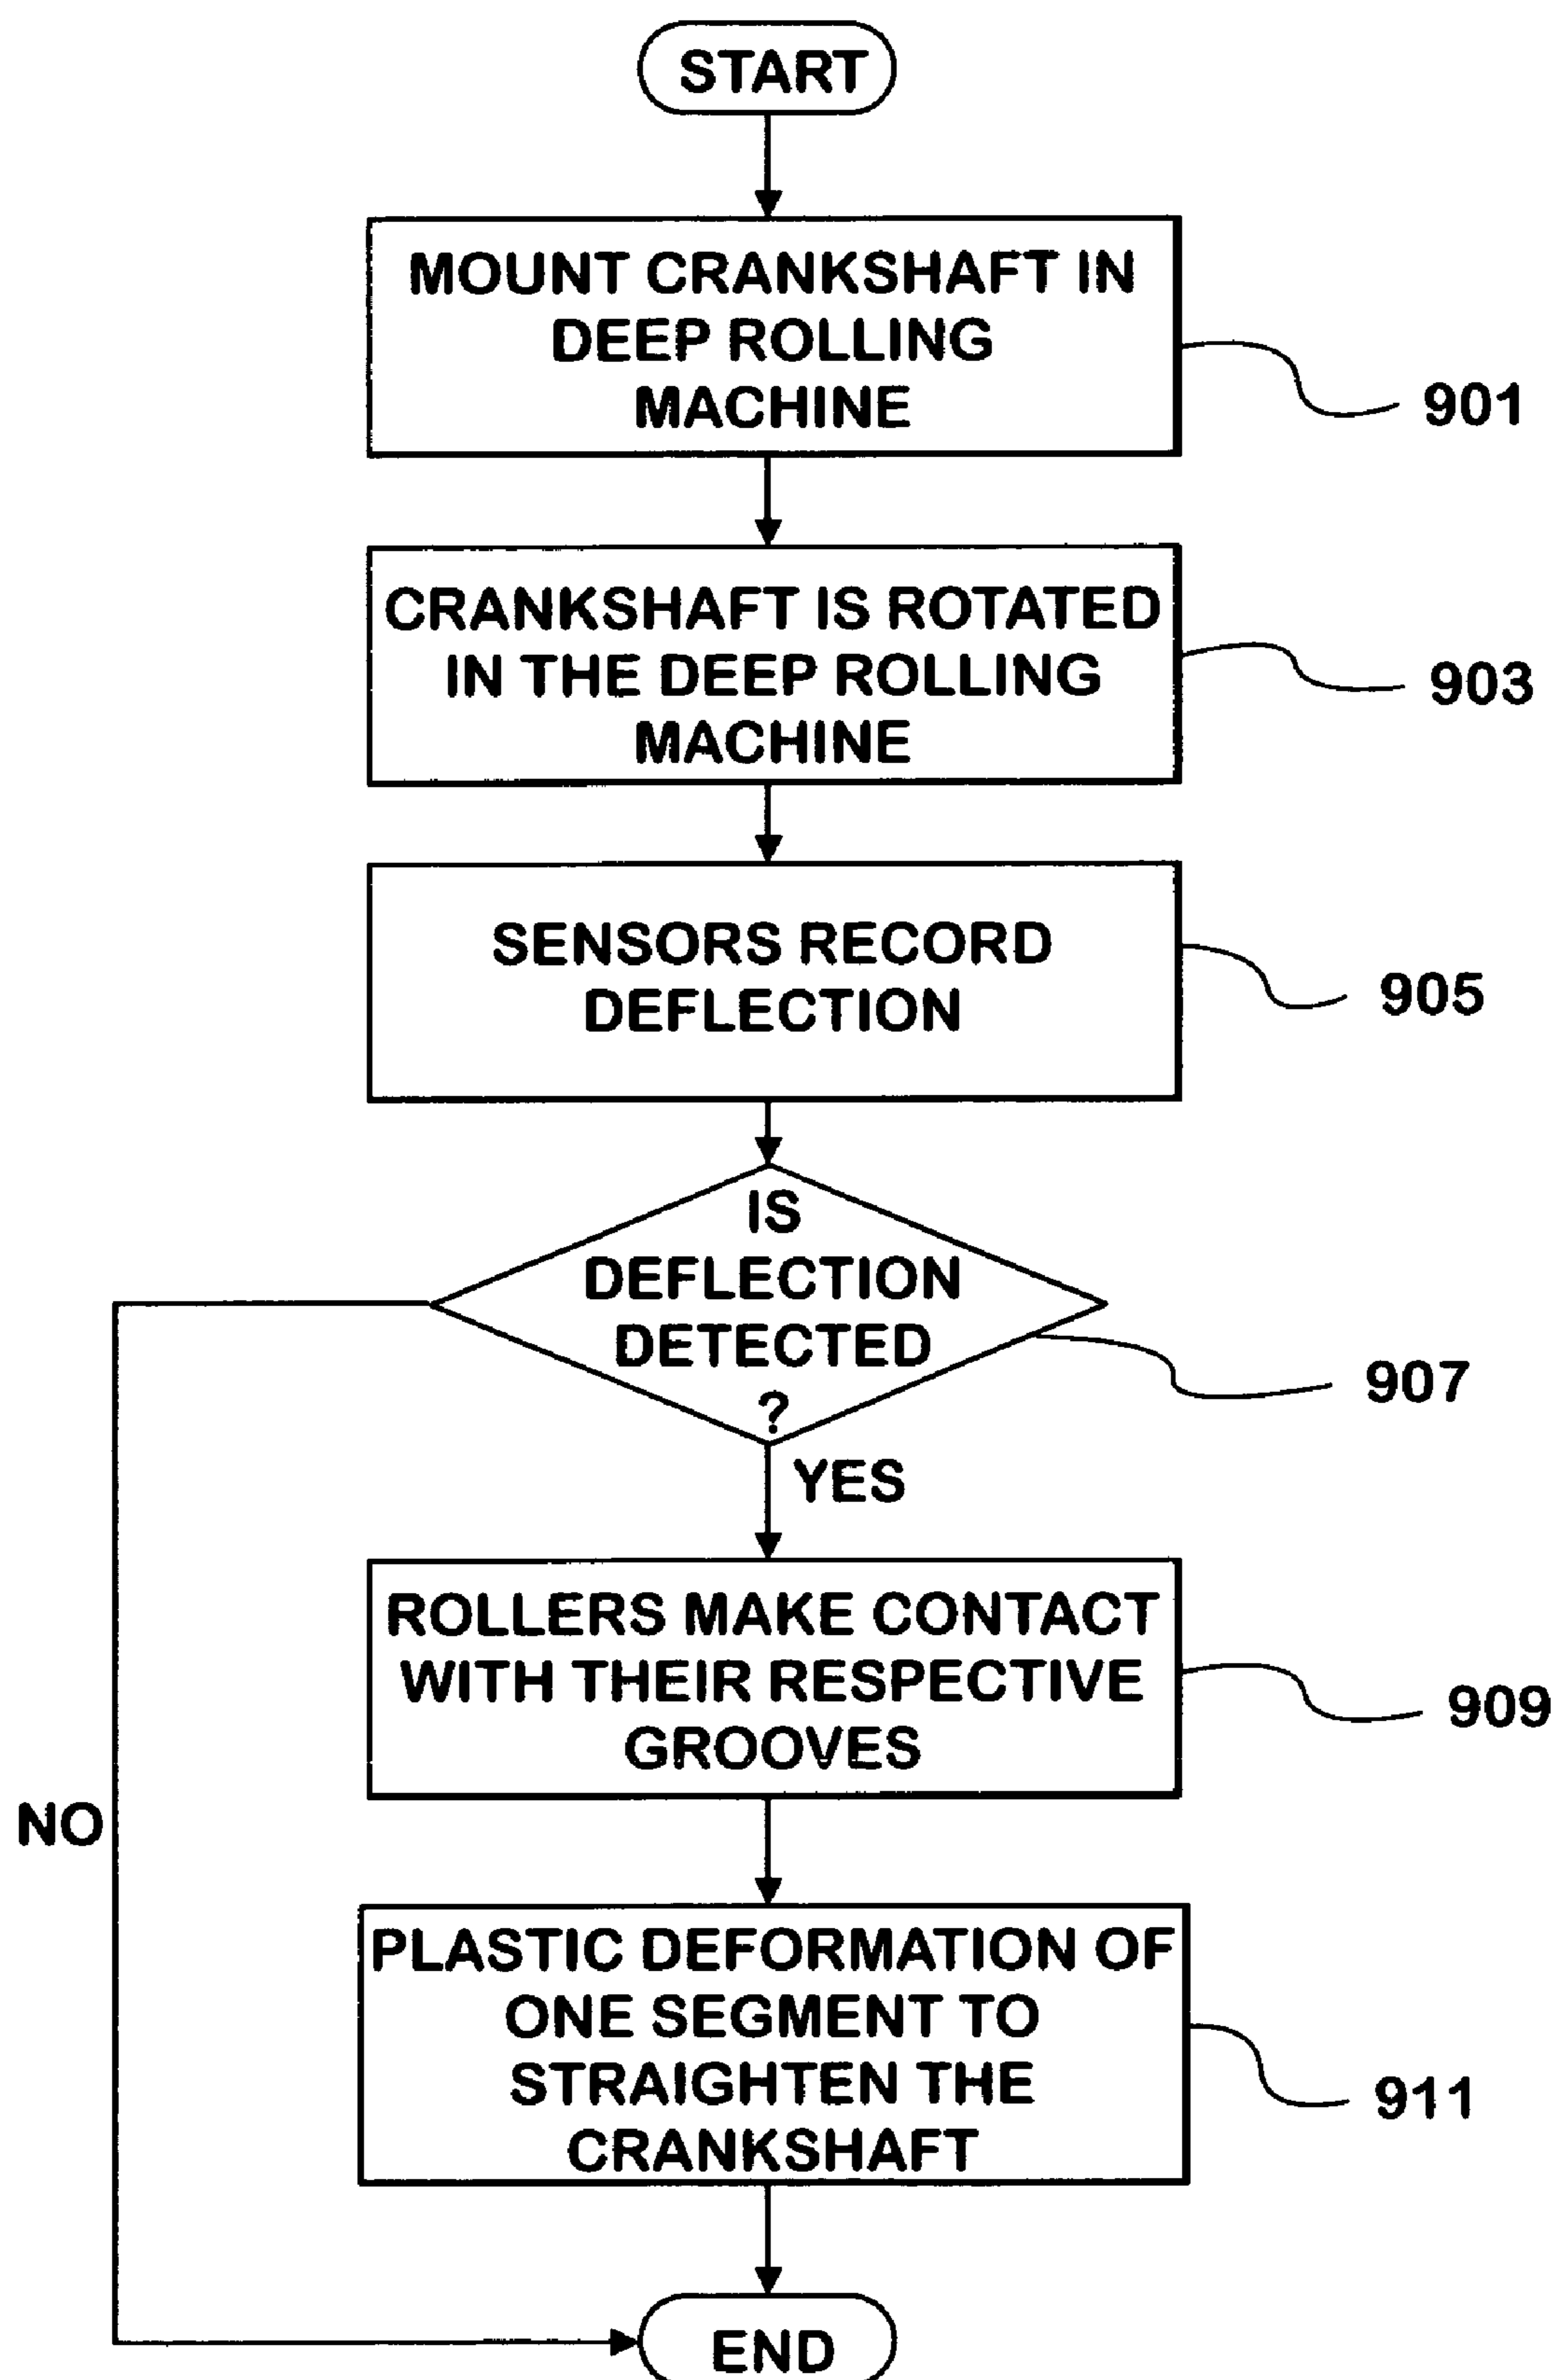 START
MOUNT CRANKSHAFT IN
DEEP ROLLING
MACHINE
901
CRANKSHAFT IS ROTATED
IN THE DEEP ROLLING
MACHINE
903
SENSORS RECORD
DEFLECTION
905
IS
DEFLECTION
DETECTED
?
907
YES
ROLLERS MAKE CONTACT
WITH THEIR RESPECTIVE
GROOVES
909
NO
PLASTIC DEFORMATION OF
ONE SEGMENT TO
STRAIGHTEN THE
CRANKSHAFT
911
END